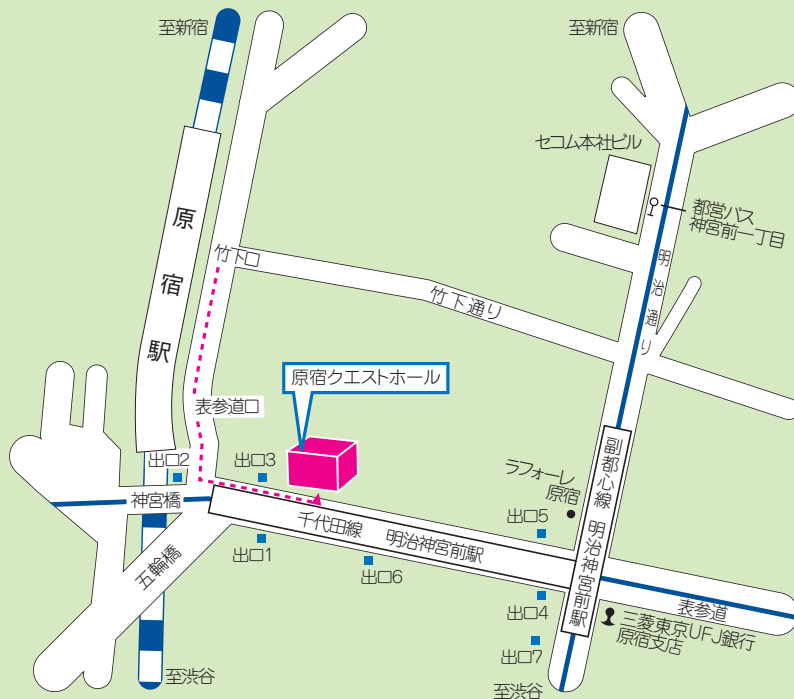 至新宿
至新宿
セコム本社ビル
都営バス
神宮前一丁目
原宿駅
竹下口
明治通り
竹下通り
原宿クエストホール
表参道口
出口2
出口3
ラフォーレ
原宿
副都心線 明治神宮前駅
神宮橋
千代田線 明治神宮前駅
出口5
出口1
五輪橋
出口6
出口4
表参道
三菱東京UFJ銀行
原宿支店
出口7
至渋谷
至渋谷